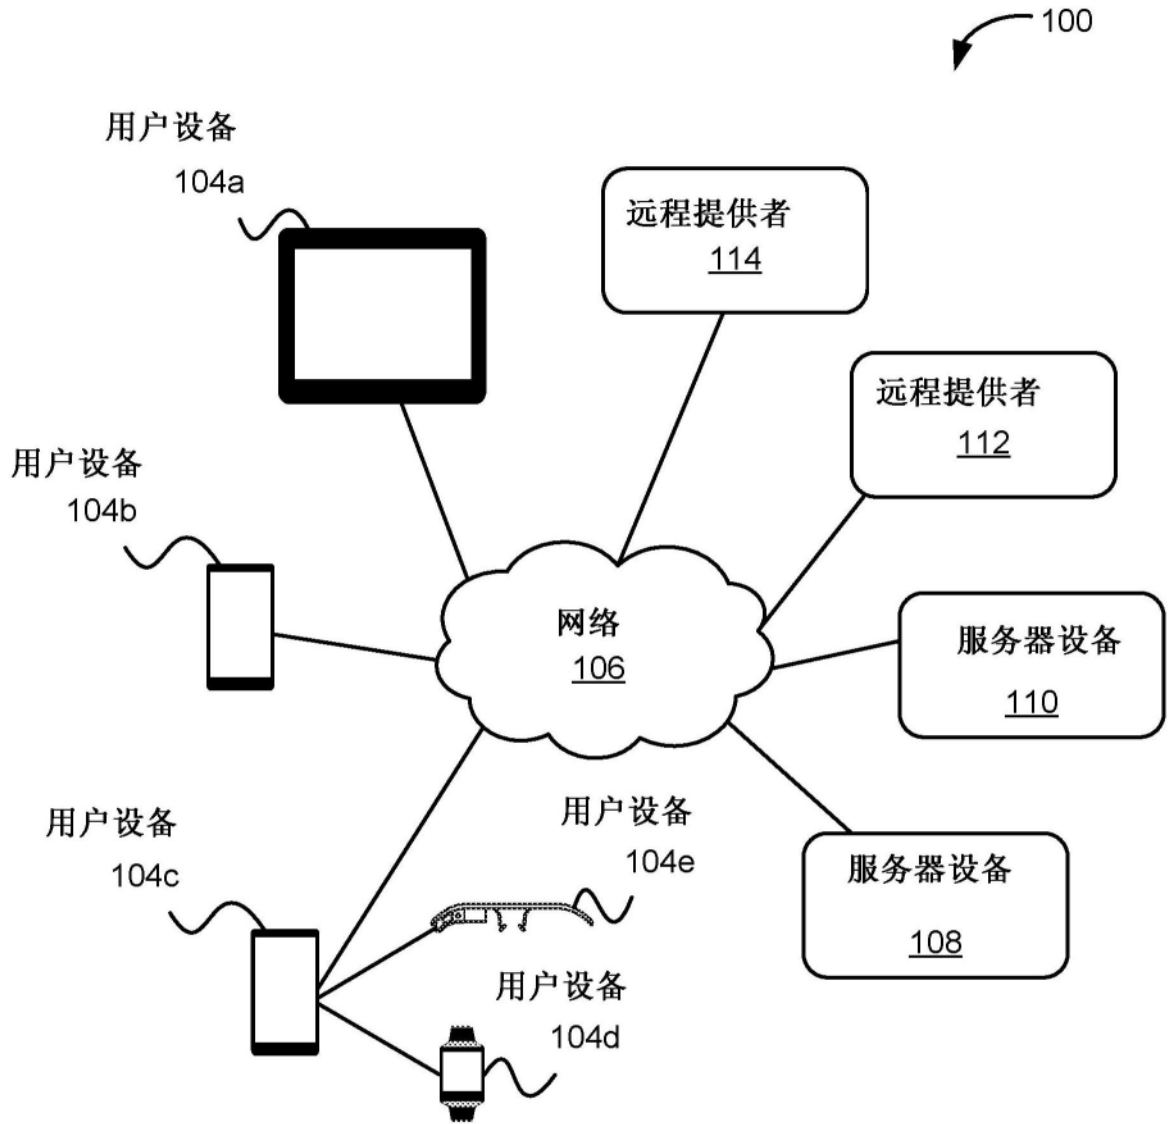 100
用户设备
104a
远程提供者
114
远程提供者
112
用户设备
104b
网络
106
服务器设备
110
用户设备
104c
用户设备
104e
服务器设备
108
用户设备
104d